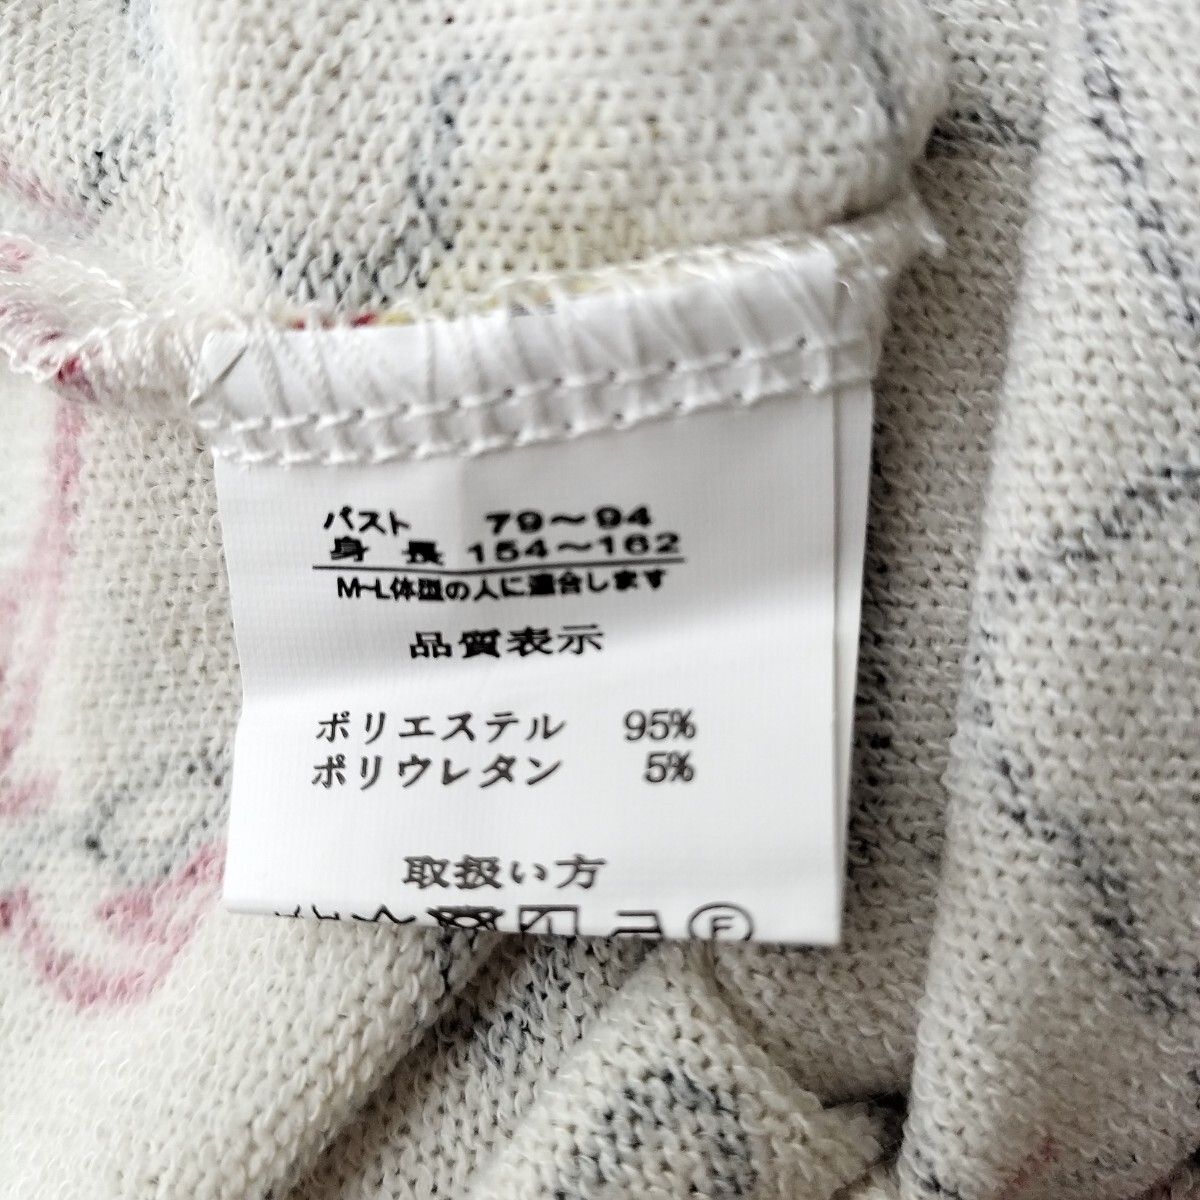 パスト 79～94
身長 154～162
M~L体型の人に適合します
品質表示
ポリエステル 95%
ポリウレタン 5%
取扱い方
F